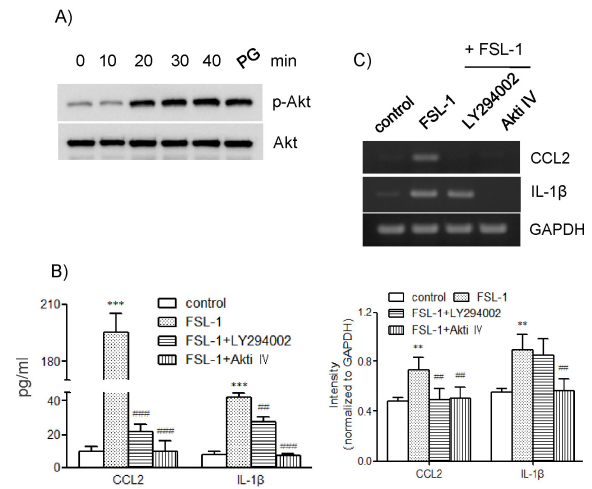 A)
0 10 20 30 40 PG min
p-Akt
Akt
B)
pg/ml
210
180
40
20
0
control
FSL-1
FSL-1+LY294002
FSL-1+Akti IV
***
###
###
***
##
###
CCL2 IL-1β
C)
+ FSL-1
control FSL-1 LY294002 Akti IV
CCL2
IL-1β
GAPDH
Intensity
(normalized to GAPDH)
1.2
0.8
0.4
0.0
control FSL-1
FSL-1+LY294002
FSL-1+Akti IV
**
##
##
**
##
CCL2 IL-1β